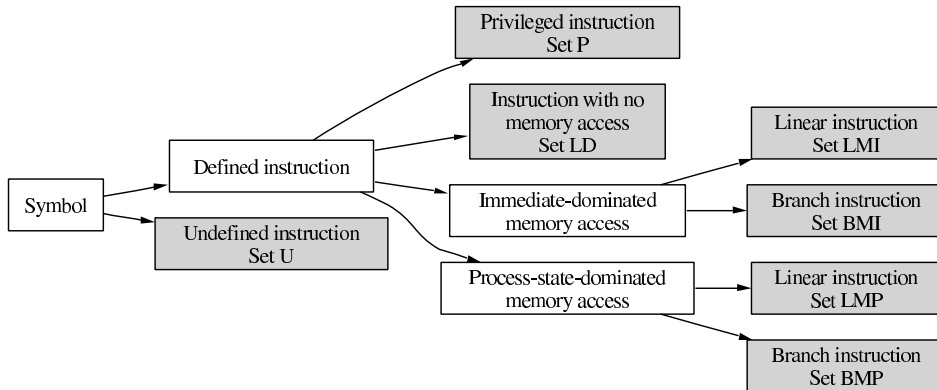 Privileged instruction
Set P
Instruction with no
memory access
Set LD
Linear instruction
Set LMI
Defined instruction
Symbol
Immediate-dominated
memory access
Branch instruction
Set BMI
Undefined instruction
Set U
Process-state-dominated
memory access
Linear instruction
Set LMP
Branch instruction
Set BMP